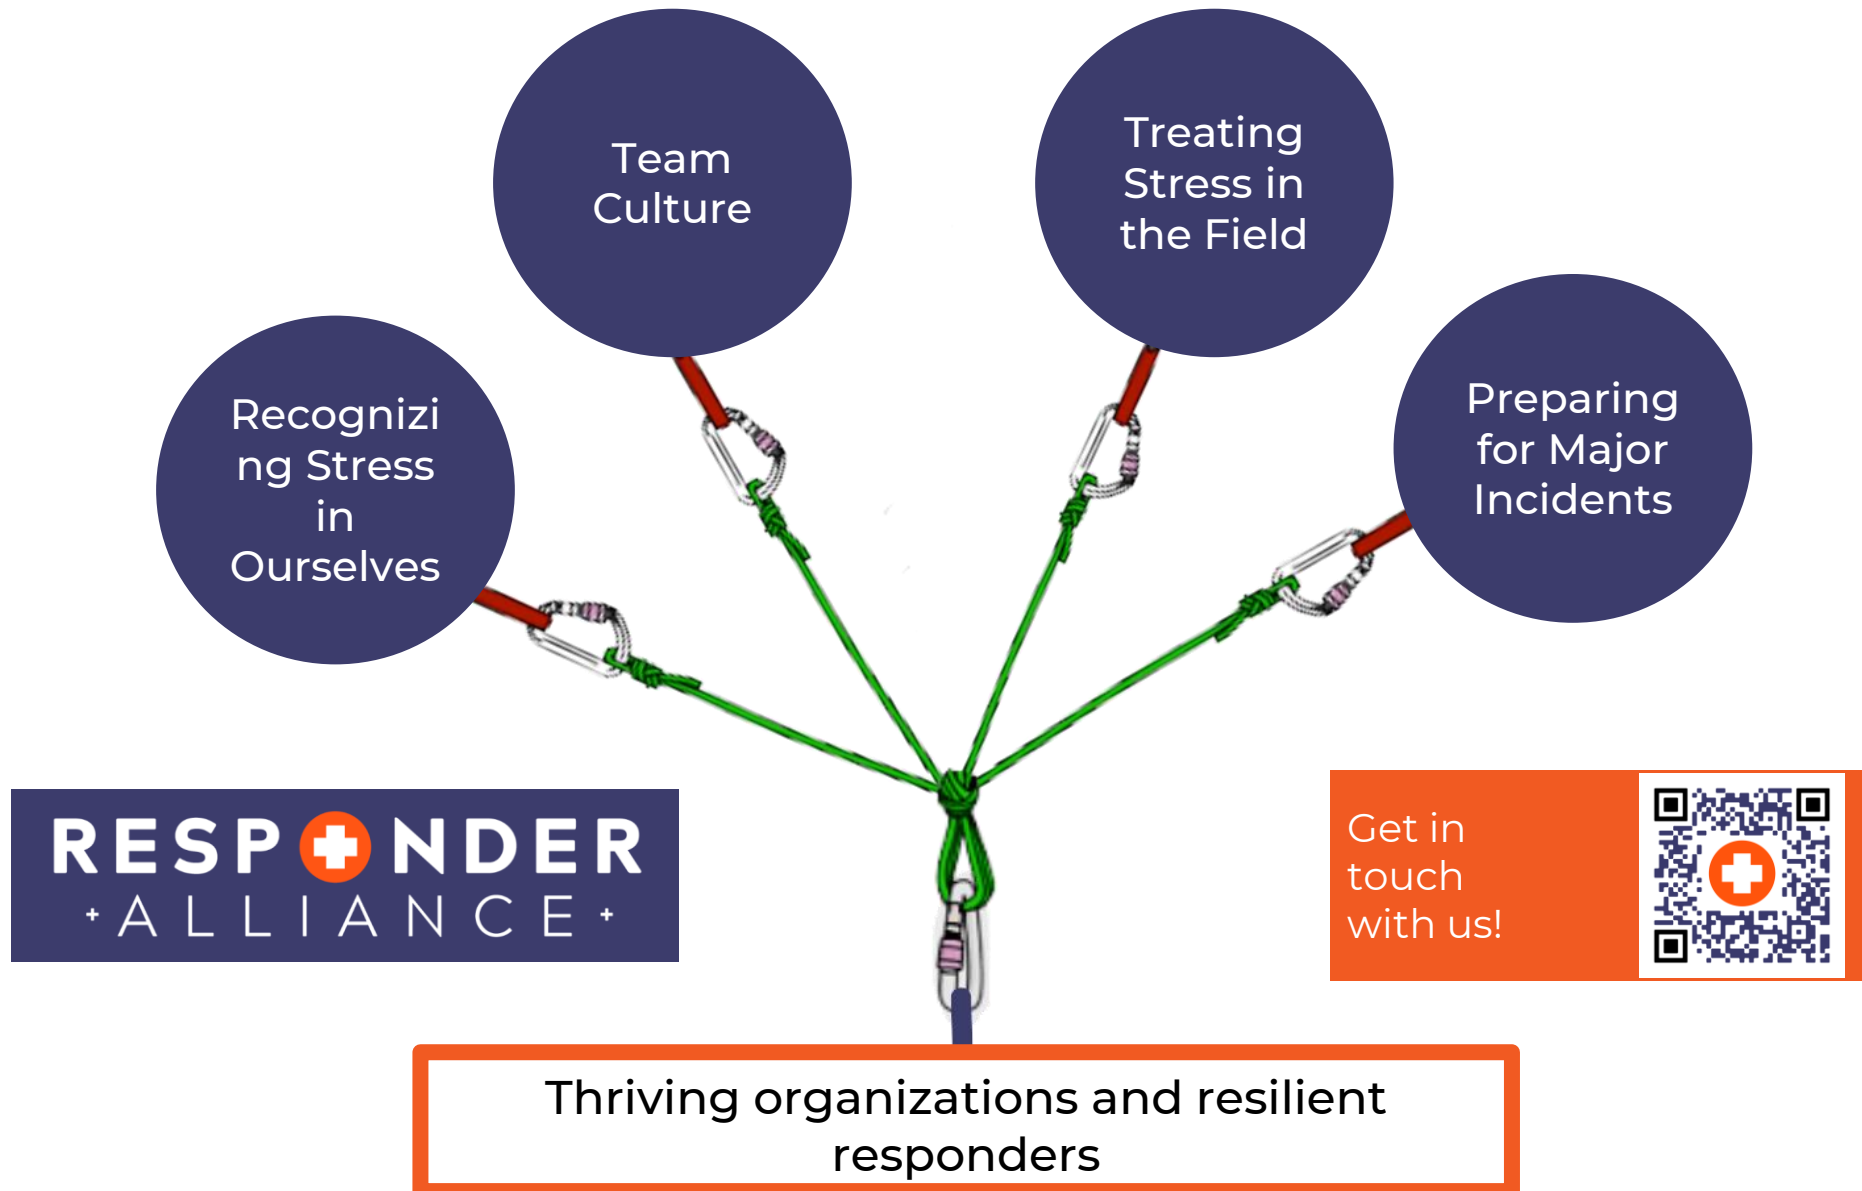 Team
Culture
Treating
Stress in
the Field
Recognizi
ng Stress
in
Ourselves
Preparing
for Major
Incidents
RESPONDER
ALLIANCE
Get in
touch
with us!
Thriving organizations and resilient
responders